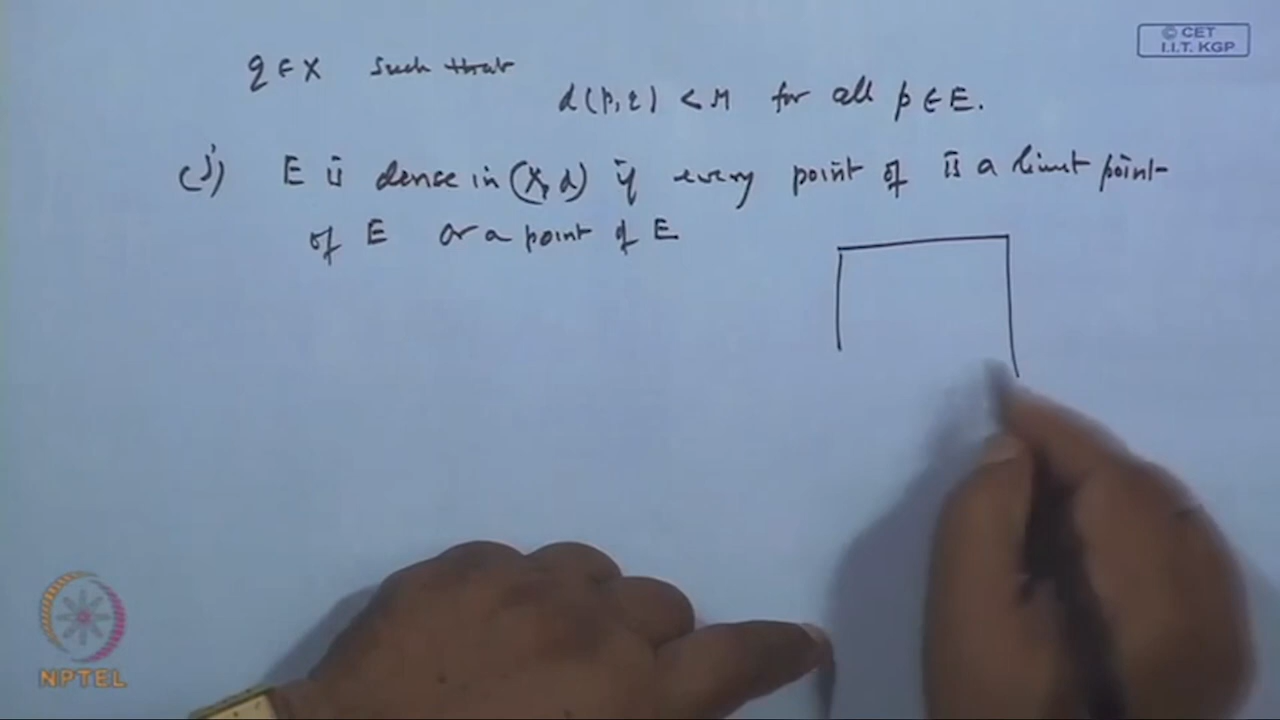 © CET
I.I.T. KGP
q ∈ X such that
d(p,q) < M for all p ∈ E.
(j) E is dense in (X,d) if every point of is a limit point
of E or a point of E
NPTEL